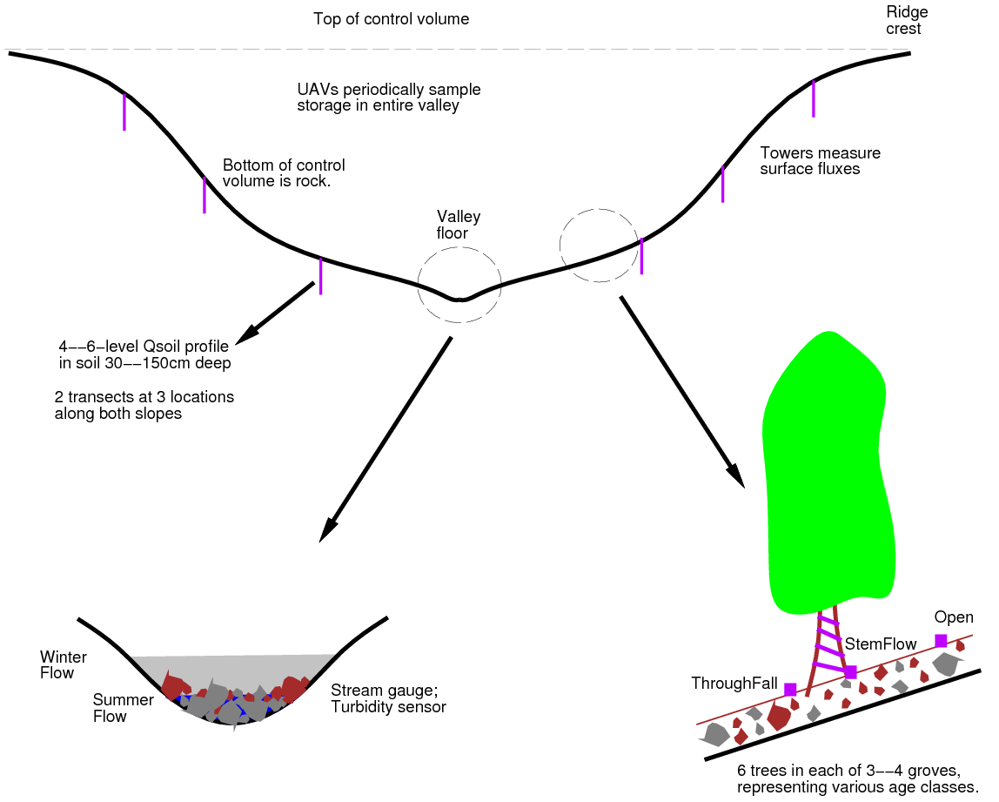 Top of control volume
Ridge
crest
UAVs periodically sample
storage in entire valley
Bottom of control
volume is rock.
Towers measure
surface fluxes
Valley
floor
4−−6−level Qsoil profile
in soil 30−−150cm deep
2 transects at 3 locations
along both slopes
Winter
Flow
Summer
Flow
Stream gauge;
Turbidity sensor
Open
StemFlow
ThroughFall
6 trees in each of 3−−4 groves,
representing various age classes.